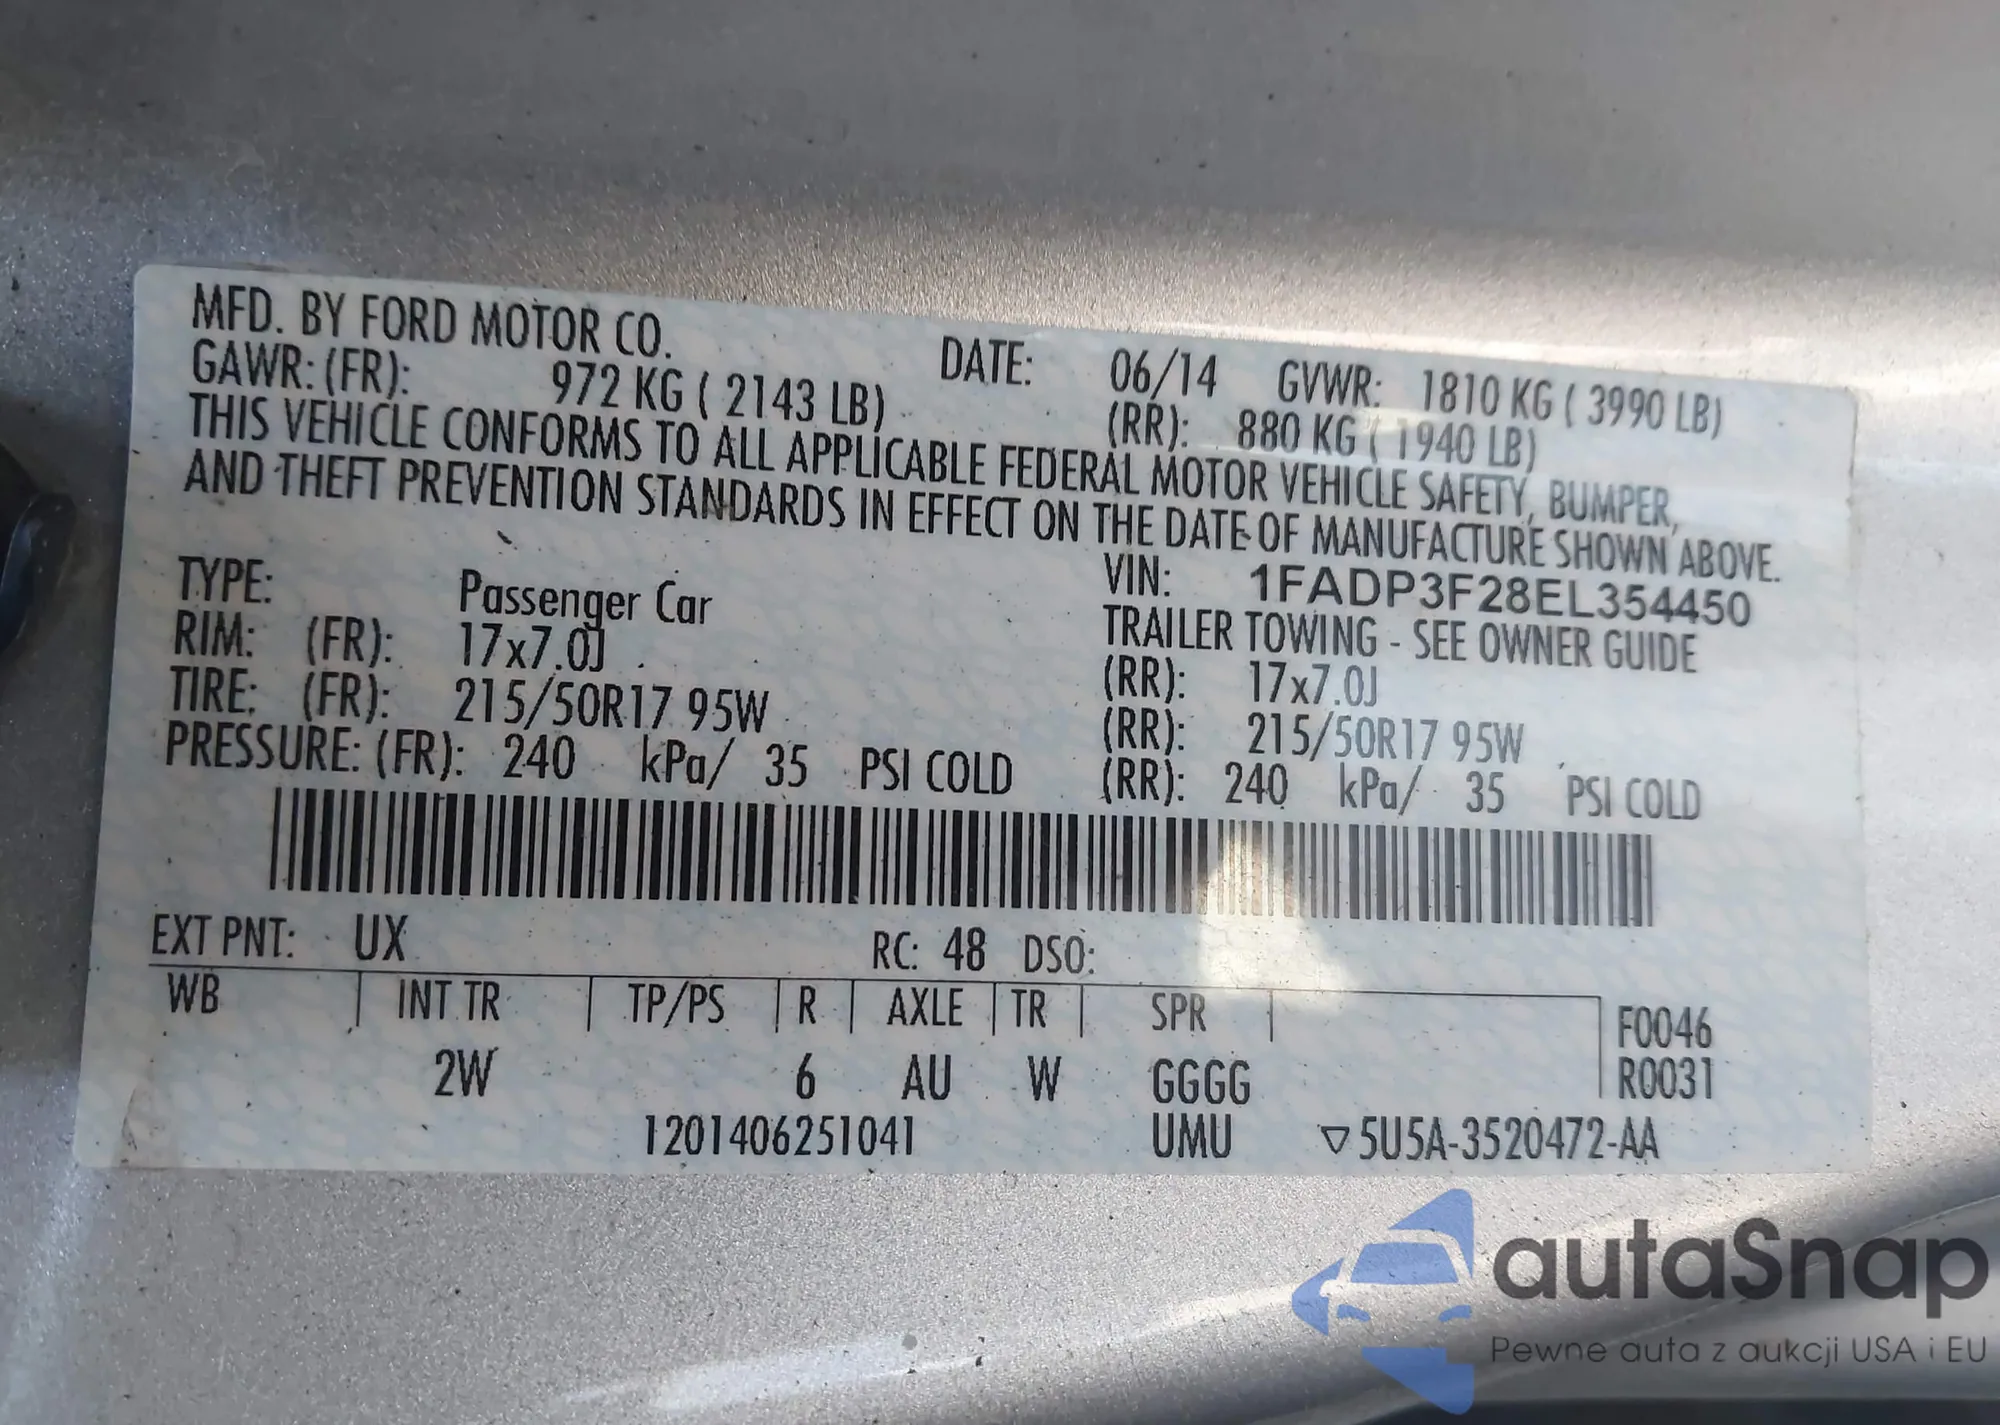 MFD. BY FORD MOTOR CO. DATE: 06/14 GVWR: 1810 KG ( 3990 LB)
GAWR: (FR): 972 KG ( 2143 LB) (RR): 880 KG ( 1940 LB)
THIS VEHICLE CONFORMS TO ALL APPLICABLE FEDERAL MOTOR VEHICLE SAFETY, BUMPER,
AND THEFT PREVENTION STANDARDS IN EFFECT ON THE DATE OF MANUFACTURE SHOWN ABOVE.
VIN: 1FADP3F28EL354450
TYPE: Passenger Car TRAILER TOWING - SEE OWNER GUIDE
RIM: (FR): 17x7.0J (RR): 17x7.0J
TIRE: (FR): 215/50R17 95W (RR): 215/50R17 95W
PRESSURE: (FR): 240 kPa/ 35 PSI COLD (RR): 240 kPa/ 35 PSI COLD
EXT PNT: UX RC: 48 DSO:
WB INT TR TP/PS R AXLE TR SPR F0046
2W 6 AU W GGGG R0031
1201406251041 UMU ▽5U5A-3520472-AA
autaSnap
Pewne auta z aukcji USA i EU